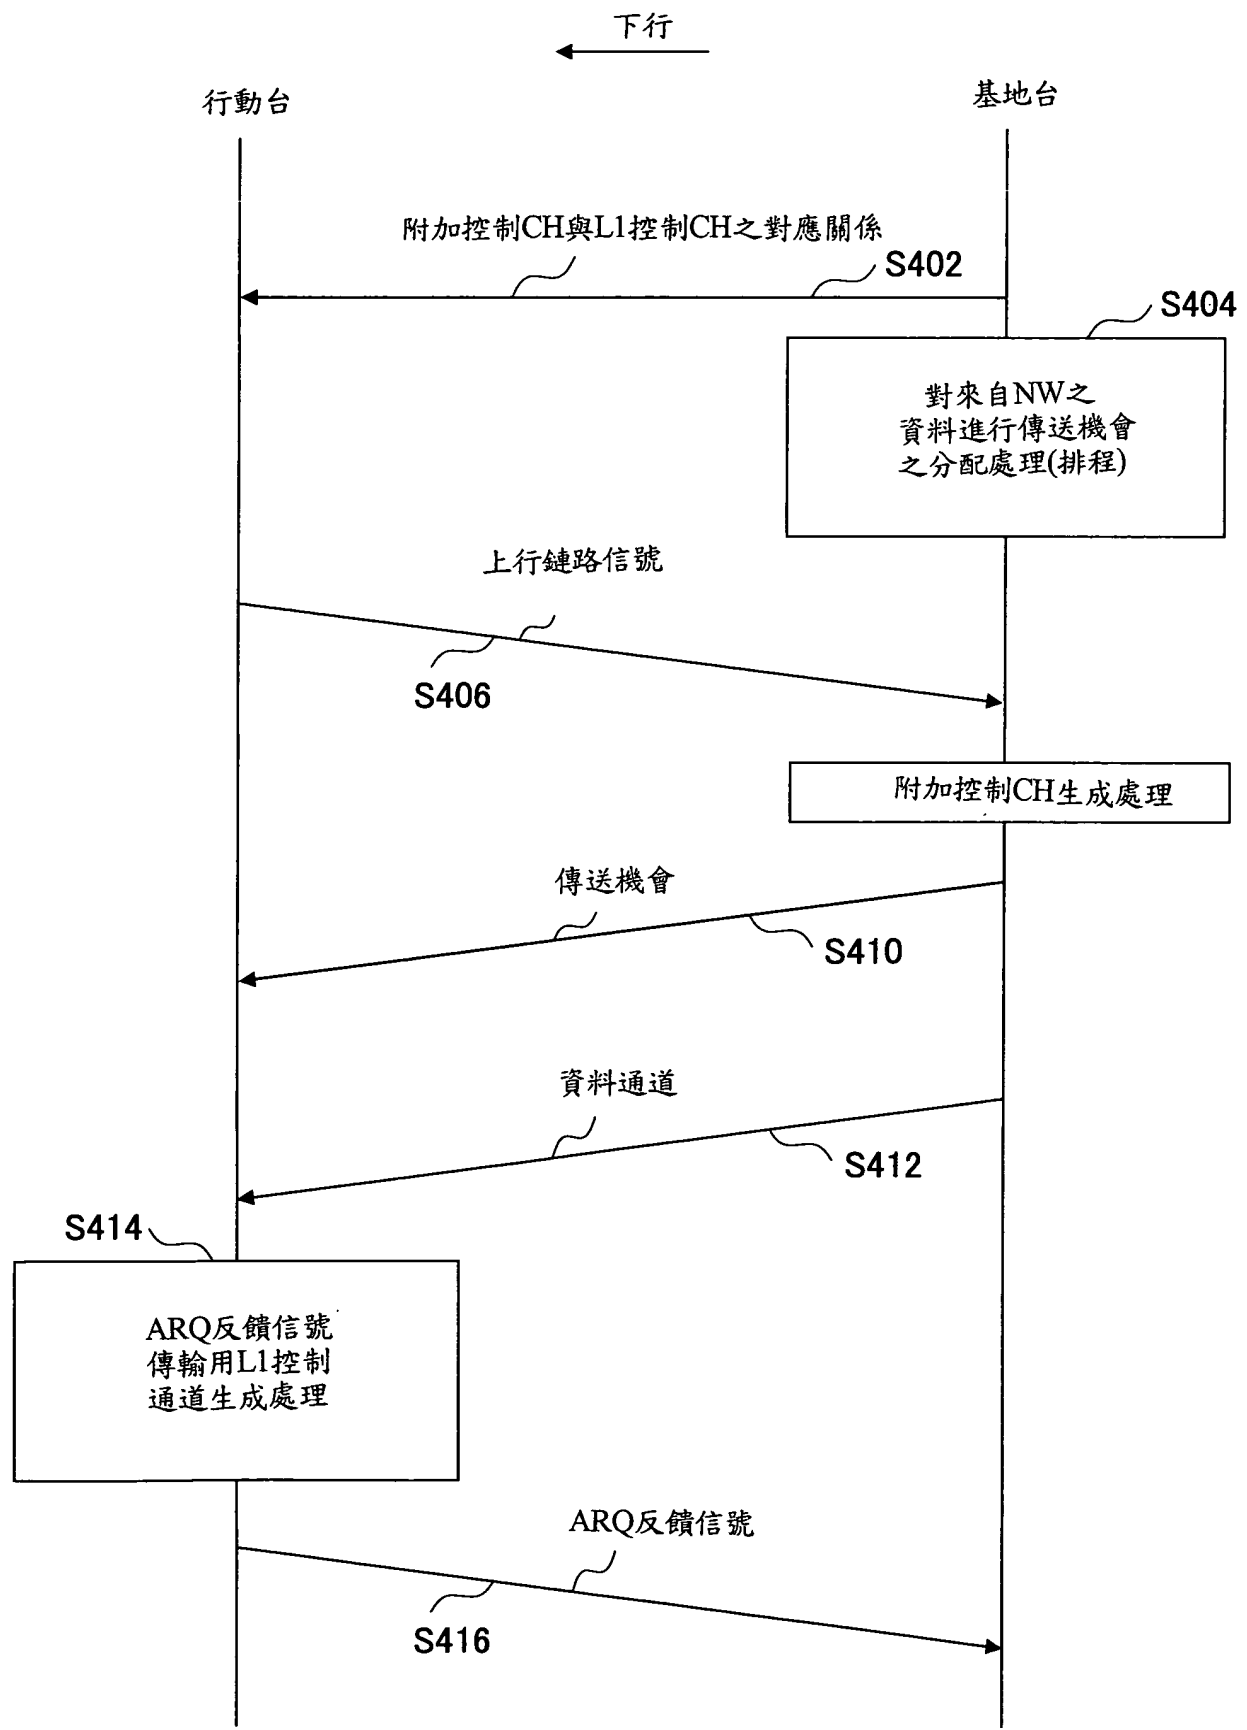 下行
行動台
基地台
附加控制CH與L1控制CH之對應關係
S402
S404
對來自NW之
資料進行傳送機會
之分配處理(排程)
上行鏈路信號
S406
附加控制CH生成處理
傳送機會
S410
資料通道
S412
S414
ARQ反饋信號
傳輸用L1控制
通道生成處理
ARQ反饋信號
S416